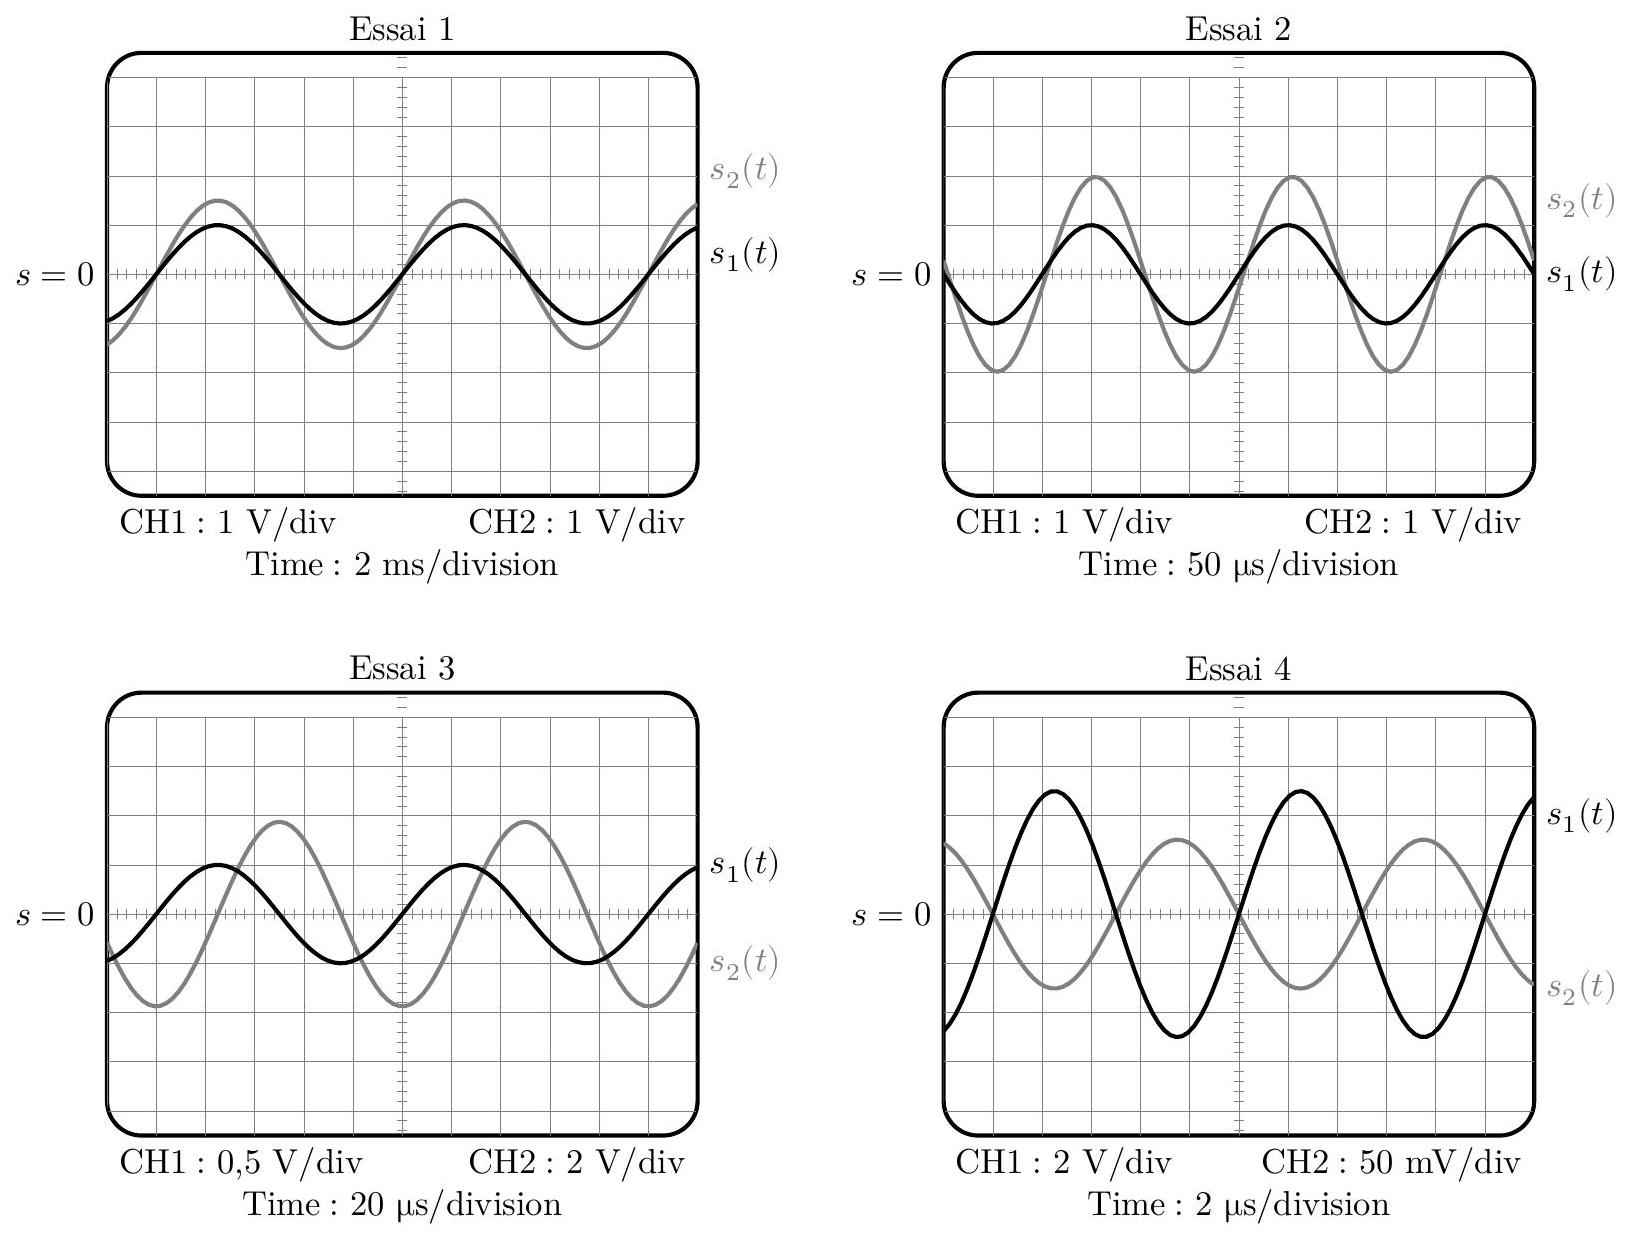 Essai 1
s₂(t)
s₁(t)
s = 0
CH1 : 1 V/div CH2 : 1 V/div
Time : 2 ms/division
Essai 2
s₂(t)
s = 0
s₁(t)
CH1 : 1 V/div CH2 : 1 V/div
Time : 50 µs/division
Essai 3
s₁(t)
s = 0
s₂(t)
CH1 : 0,5 V/div CH2 : 2 V/div
Time : 20 µs/division
Essai 4
s₁(t)
s = 0
s₂(t)
CH1 : 2 V/div CH2 : 50 mV/div
Time : 2 µs/division